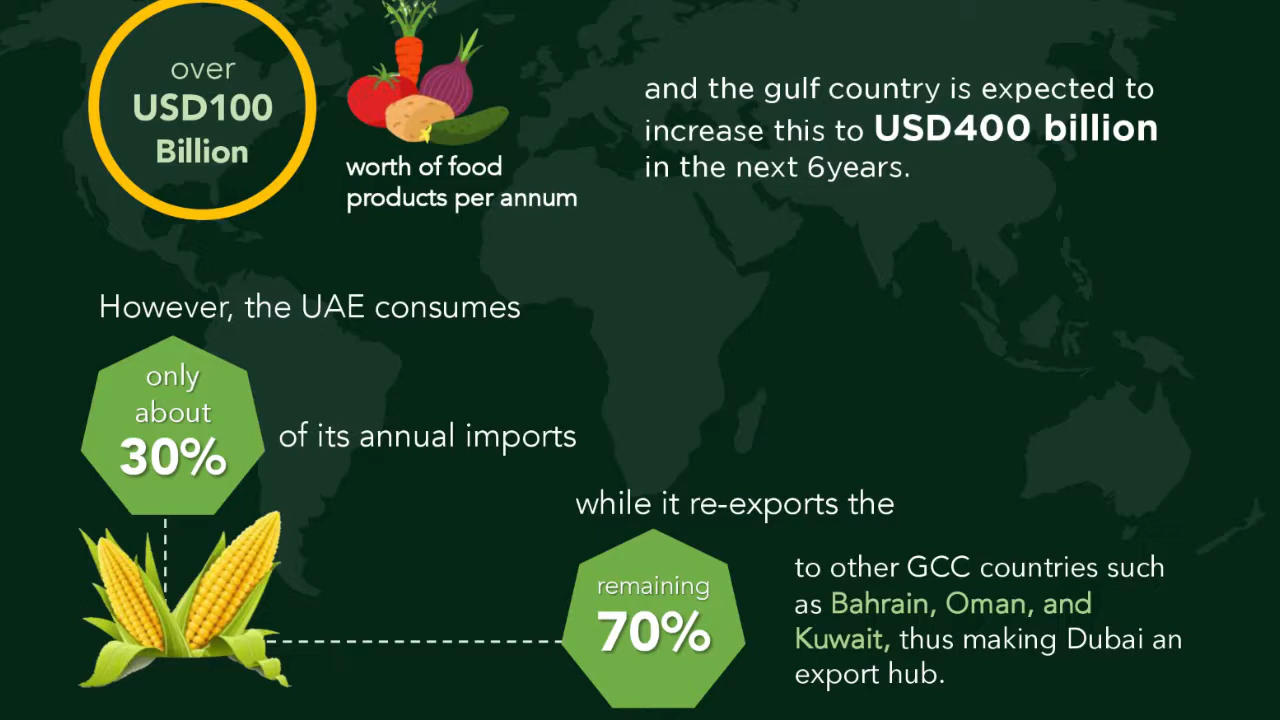 over
USD100
Billion
worth of food
products per annum
and the gulf country is expected to
increase this to USD400 billion
in the next 6years.
However, the UAE consumes
only
about
30%
of its annual imports
while it re-exports the
remaining
70%
to other GCC countries such
as Bahrain, Oman, and
Kuwait, thus making Dubai an
export hub.